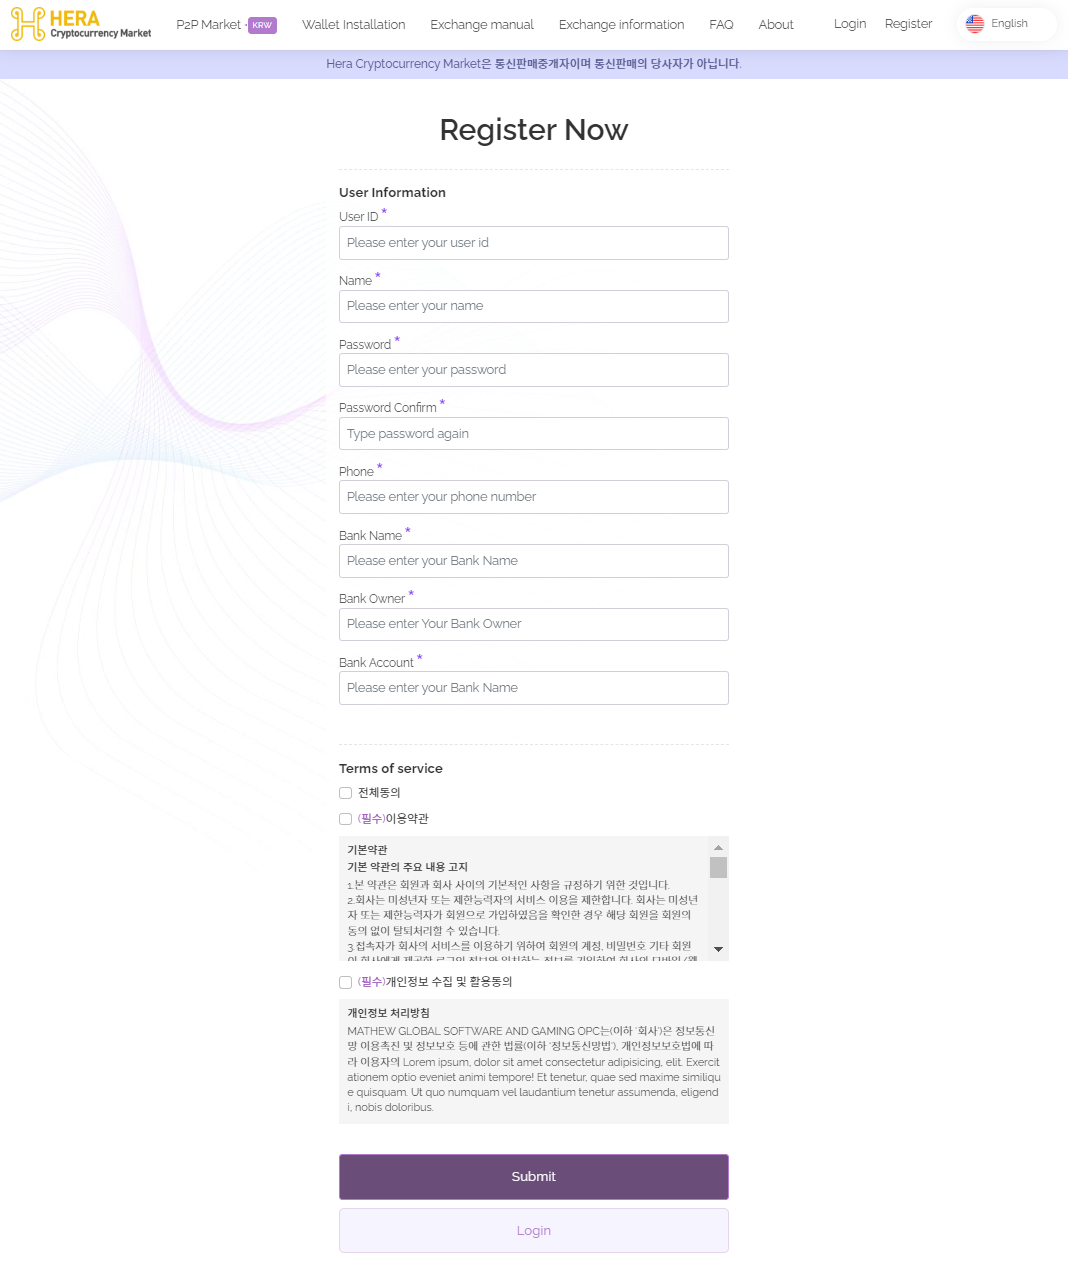 HERA
Cryptocurrency Market
P2P Market · KRW
Wallet Installation
Exchange manual
Exchange information
FAQ
About
Login
Register
English
Hera Cryptocurrency Market은 통신판매중개자이며 통신판매의 당사자가 아닙니다.
Register Now
User Information
User ID *
Please enter your user id
Name *
Please enter your name
Password *
Please enter your password
Password Confirm *
Type password again
Phone *
Please enter your phone number
Bank Name *
Please enter your Bank Name
Bank Owner *
Please enter Your Bank Owner
Bank Account *
Please enter your Bank Name
Terms of service
전체동의
(필수)이용약관
기본약관
기본 약관의 주요 내용 고지
1.본 약관은 회원과 회사 사이의 기본적인 사항을 규정하기 위한 것입니다.
2.회사는 미성년자 또는 제한능력자의 서비스 이용을 제한합니다. 회사는 미성년
자 또는 제한능력자가 회원으로 가입하였음을 확인한 경우 해당 회원을 회원의
동의 없이 탈퇴처리할 수 있습니다.
3.접속자가 회사의 서비스를 이용하기 위하여 회원의 계정, 비밀번호 기타 회원
(필수)개인정보 수집 및 활용동의
개인정보 처리방침
MATHEW GLOBAL SOFTWARE AND GAMING OPC는(이하 '회사')은 정보통신
망 이용촉진 및 정보보호 등에 관한 법률(이하 '정보통신망법'), 개인정보보호법에 따
라 이용자의 Lorem ipsum, dolor sit amet consectetur adipisicing, elit. Exercit
ationem optio eveniet animi tempore! Et tenetur, quae sed maxime similiqu
e quisquam. Ut quo numquam vel laudantium tenetur assumenda, eligend
i, nobis doloribus.
Submit
Login